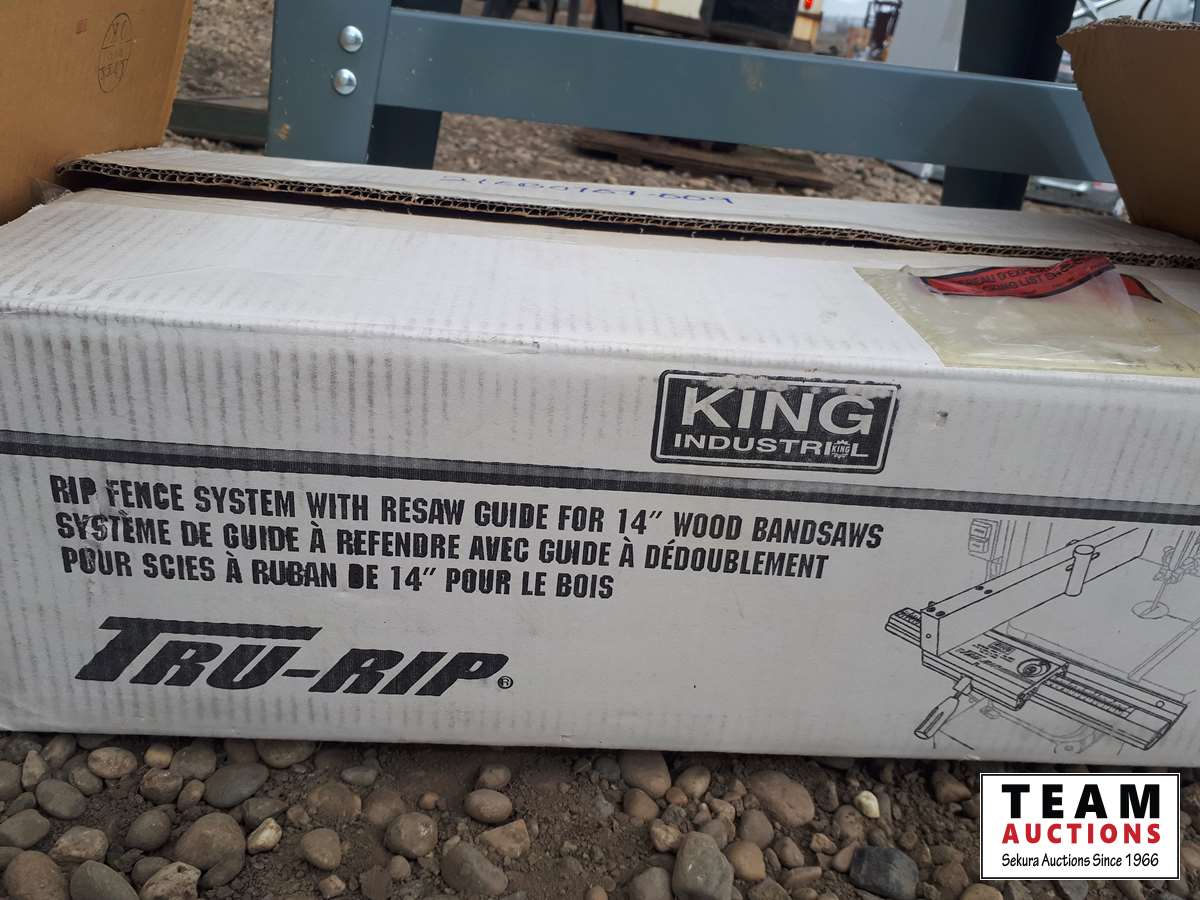 KING
INDUSTRIAL
KING
RIP FENCE SYSTEM WITH RESAW GUIDE FOR 14" WOOD BANDSAWS
SYSTÈME DE GUIDE À REFENDRE AVEC GUIDE À DÉDOUBLEMENT
POUR SCIES À RUBAN DE 14" POUR LE BOIS
TRU-RIP®
TEAM
AUCTIONS
Sekura Auctions Since 1966